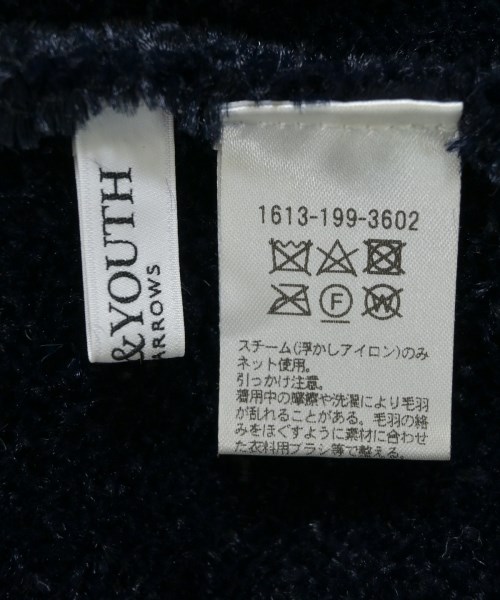 &YOUTH
ARROWS
1613-199-3602
F
W
スチーム(浮かしアイロン)のみ
ネット使用。
引っかけ注意。
着用中の摩擦や洗濯により毛羽
が乱れることがある。毛羽の絡
みをほぐすように素材に合わせ
た衣料用ブラシ等で整える。